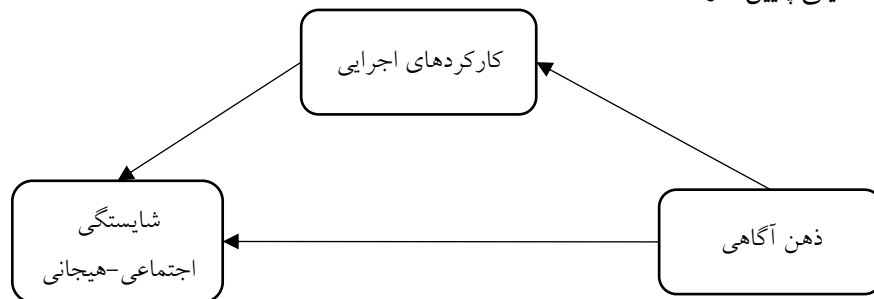 کارکردهای اجرایی
ذهن آگاهی
شایستگی
اجتماعی-هیجانی